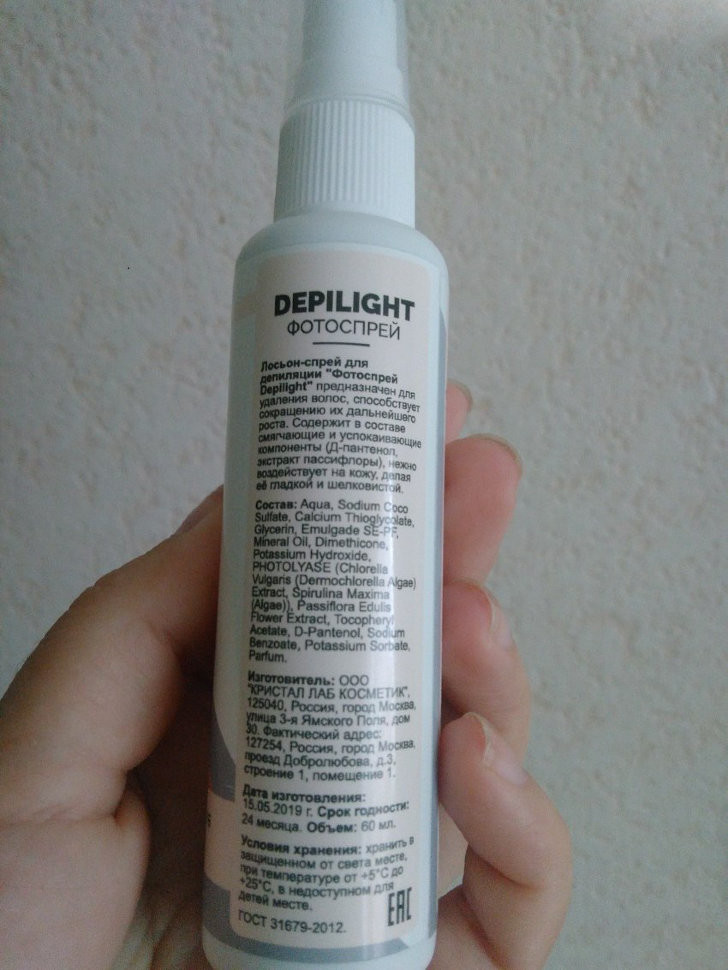 DEPILIGHT
ФОТОСПРЕЙ
Лосьон-спрей для
депиляции "Фотоспрей
Depilight" предназначен для
удаления волос, способствует
сокращению их дальнейшего
роста. Содержит в составе
смягчающие и успокаивающие
компоненты (Д-пантенол,
экстракт пассифлоры), нежно
воздействует на кожу, делая
её гладкой и шелковистой.
Состав: Aqua, Sodium Coco
Sulfate, Calcium Thioglycolate,
Glycerin, Emulgade SE-PF,
Mineral Oil, Dimethicone,
Potassium Hydroxide,
PHOTOLYASE (Chlorella
Vulgaris (Dermochlorella Algae)
Extract, Spirulina Maxima
(Algae)), Passiflora Edulis
Flower Extract, Tocopheryl
Acetate, D-Pantenol, Sodium
Benzoate, Potassium Sorbate,
Parfum.
Изготовитель: ООО
"КРИСТАЛ ЛАБ КОСМЕТИК",
125040, Россия, город Москва,
улица 3-я Ямского Поля, дом
30. Фактический адрес:
127254, Россия, город Москва,
проезд Добролюбова, д.3,
строение 1, помещение 1.
Дата изготовления:
15.05.2019 г. Срок годности:
24 месяца. Объем: 60 мл.
Условия хранения: хранить в
защищенном от света месте,
при температуре от +5°C до
+25°C, в недоступном для
детей месте.
ГОСТ 31679-2012.
EAC